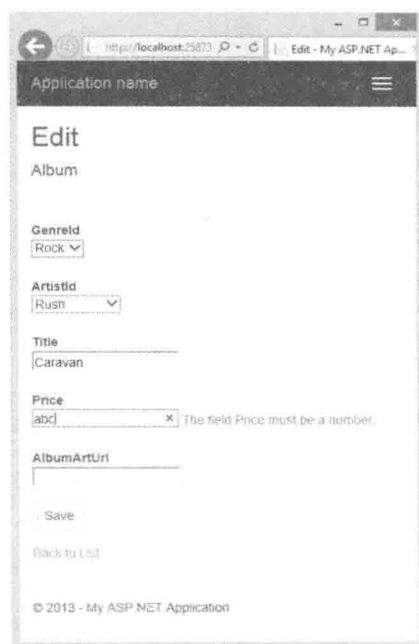 http://localhost:25873
Edit - My ASP.NET Ap...
Application name
Edit
Album
GenreId
Rock
ArtistId
Rush
Title
Caravan
Price
abc
The field Price must be a number.
AlbumArtUrl
Save
Back to List
© 2013 - My ASP.NET Application